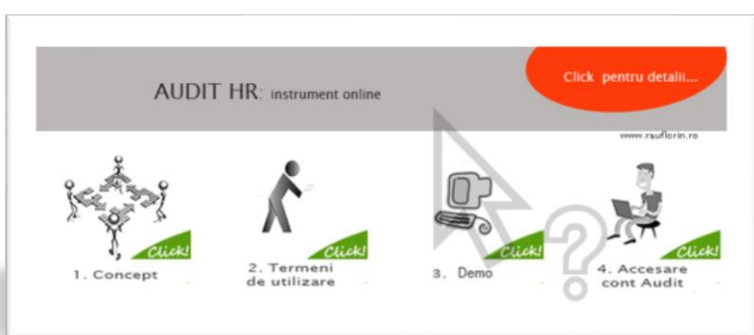 Click pentru detalii...
AUDIT HR: instrument online
www.rauflorin.ro
Click!
1. Concept
Click!
2. Termeni
de utilizare
Click!
3. Demo
?
Click!
4. Accesare
cont Audit